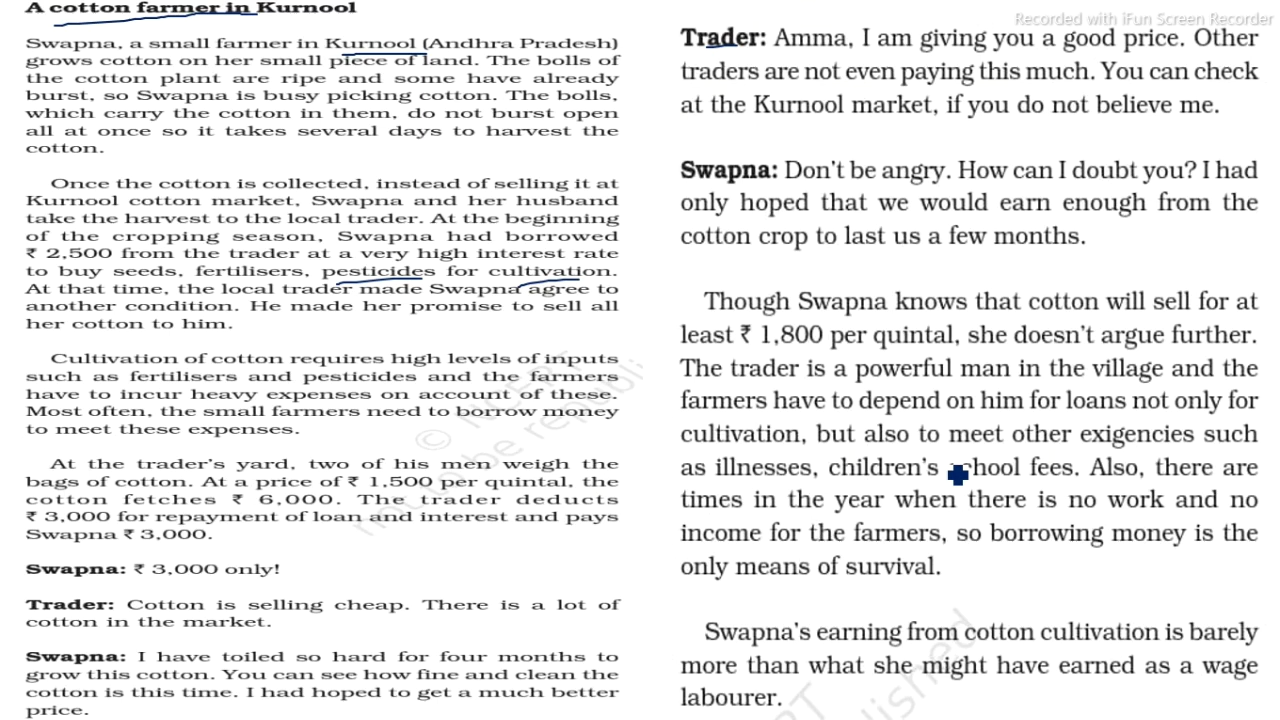 A cotton farmer in Kurnool
Swapna, a small farmer in Kurnool (Andhra Pradesh)
grows cotton on her small piece of land. The bolls of
the cotton plant are ripe and some have already
burst, so Swapna is busy picking cotton. The bolls,
which carry the cotton in them, do not burst open
all at once so it takes several days to harvest the
cotton.
Once the cotton is collected, instead of selling it at
Kurnool cotton market, Swapna and her husband
take the harvest to the local trader. At the beginning
of the cropping season, Swapna had borrowed
₹ 2,500 from the trader at a very high interest rate
to buy seeds, fertilisers, pesticides for cultivation.
At that time, the local trader made Swapna agree to
another condition. He made her promise to sell all
her cotton to him.
Cultivation of cotton requires high levels of inputs
such as fertilisers and pesticides and the farmers
have to incur heavy expenses on account of these.
Most often, the small farmers need to borrow money
to meet these expenses.
At the trader's yard, two of his men weigh the
bags of cotton. At a price of ₹ 1,500 per quintal, the
cotton fetches ₹ 6,000. The trader deducts
₹ 3,000 for repayment of loan and interest and pays
Swapna ₹ 3,000.
Swapna: ₹ 3,000 only!
Trader: Cotton is selling cheap. There is a lot of
cotton in the market.
Swapna: I have toiled so hard for four months to
grow this cotton. You can see how fine and clean the
cotton is this time. I had hoped to get a much better
price.
Recorded with iFun Screen Recorder
Trader: Amma, I am giving you a good price. Other
traders are not even paying this much. You can check
at the Kurnool market, if you do not believe me.
Swapna: Don't be angry. How can I doubt you? I had
only hoped that we would earn enough from the
cotton crop to last us a few months.
Though Swapna knows that cotton will sell for at
least ₹ 1,800 per quintal, she doesn't argue further.
The trader is a powerful man in the village and the
farmers have to depend on him for loans not only for
cultivation, but also to meet other exigencies such
as illnesses, children's school fees. Also, there are
times in the year when there is no work and no
income for the farmers, so borrowing money is the
only means of survival.
Swapna's earning from cotton cultivation is barely
more than what she might have earned as a wage
labourer.